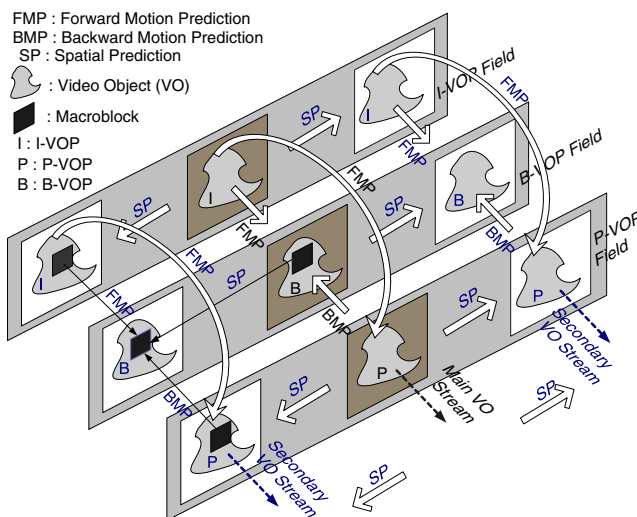 FMP : Forward Motion Prediction
BMP : Backward Motion Prediction
SP : Spatial Prediction
: Video Object (VO)
: Macroblock
I : I-VOP
P : P-VOP
B : B-VOP
I-VOP Field
FMP
SP
I
FMP
B-VOP Field
I
SP
FMP
FMP
B
SP
P-VOP
Field
BMP
I
FMP
SP
B
P
FMP
BMP
SP
B
P
Secondary
VO Stream
BMP
SP
Main VO
Stream
SP
P
Secondary
VO Stream
SP